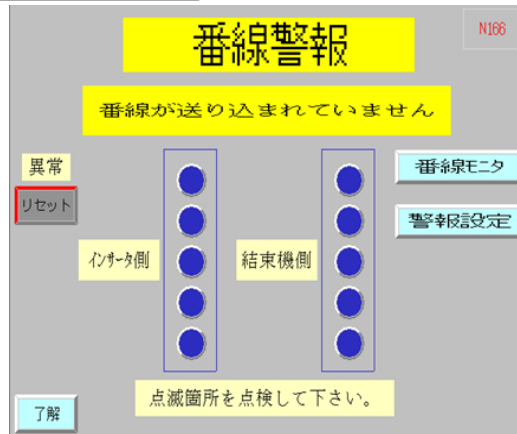 番線警報
N166
番線が送り込まれていません
異常
リセット
番線モニタ
警報設定
インサータ側
結束機側
点滅箇所を点検して下さい。
了解